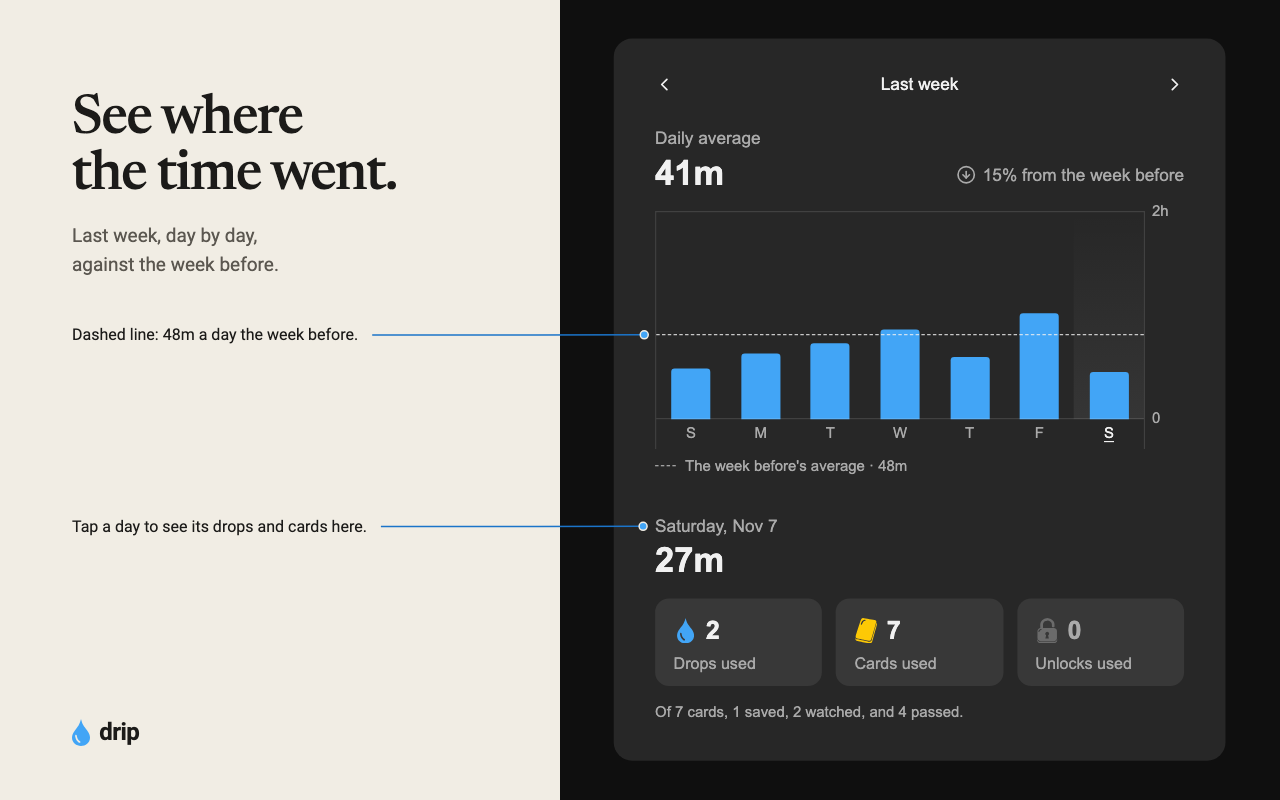 See where
the time went.
Last week, day by day,
against the week before.
Dashed line: 48m a day the week before.
Tap a day to see its drops and cards here.
drip
Last week
Daily average
41m
15% from the week before
2h
0
S M T W T F S
The week before's average · 48m
Saturday, Nov 7
27m
2
Drops used
7
Cards used
0
Unlocks used
Of 7 cards, 1 saved, 2 watched, and 4 passed.